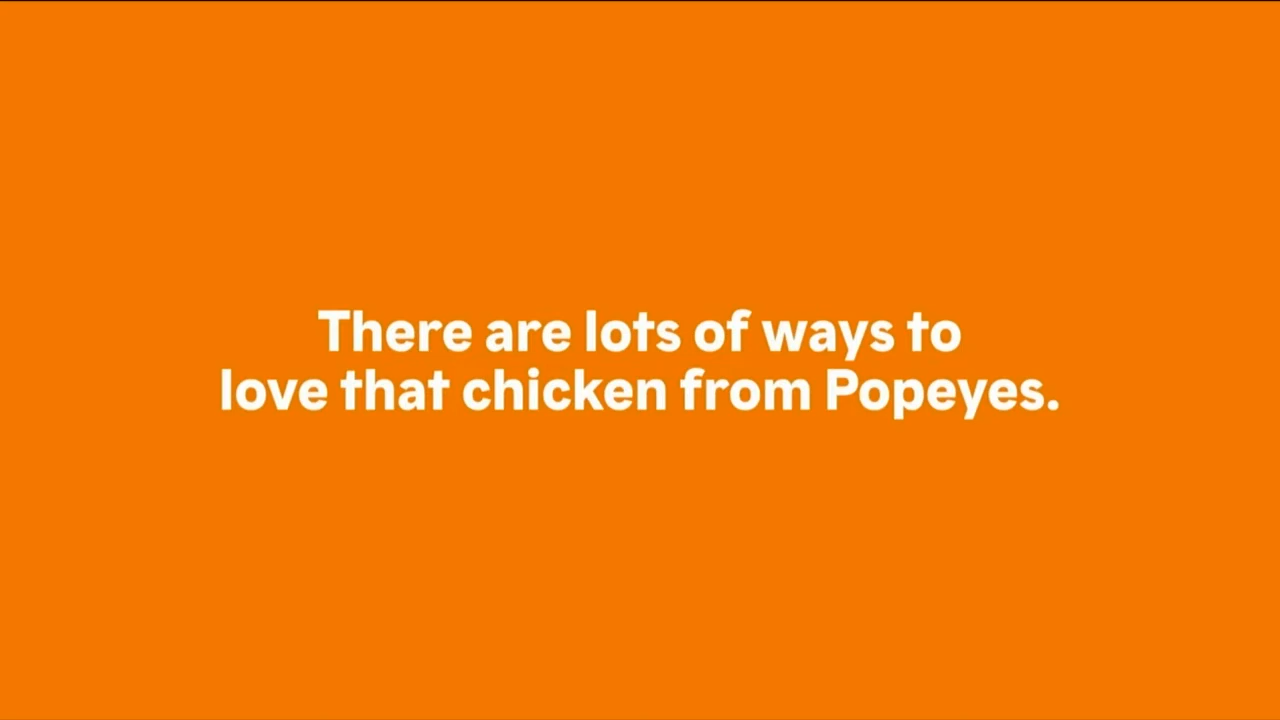 There are lots of ways to
love that chicken from Popeyes.